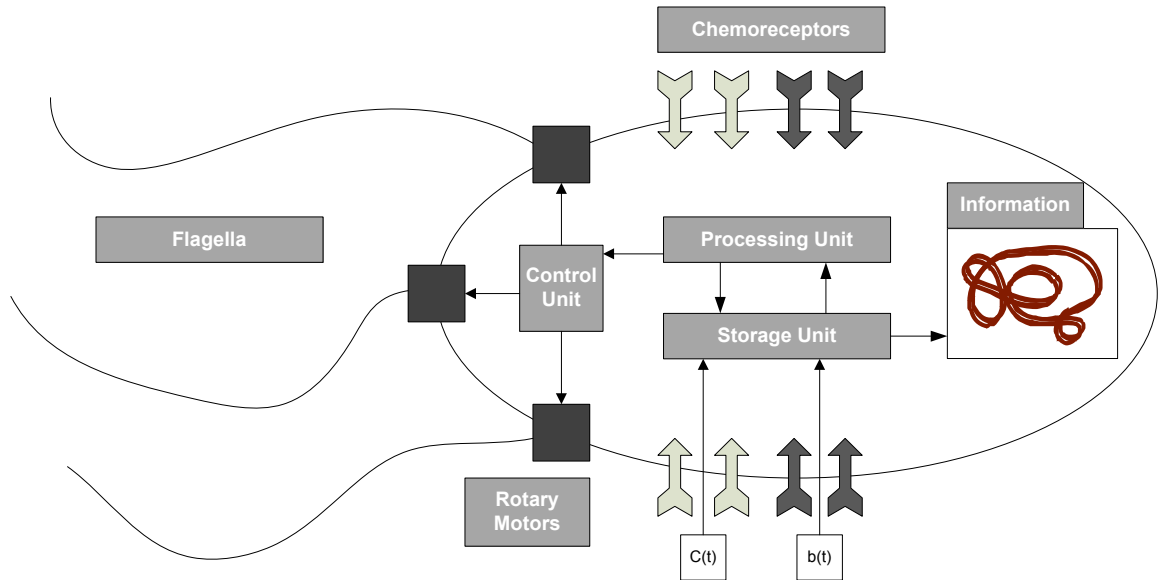 Chemoreceptors
Information
Flagella
Processing Unit
Control
Unit
Storage Unit
Rotary
Motors
C(t)
b(t)